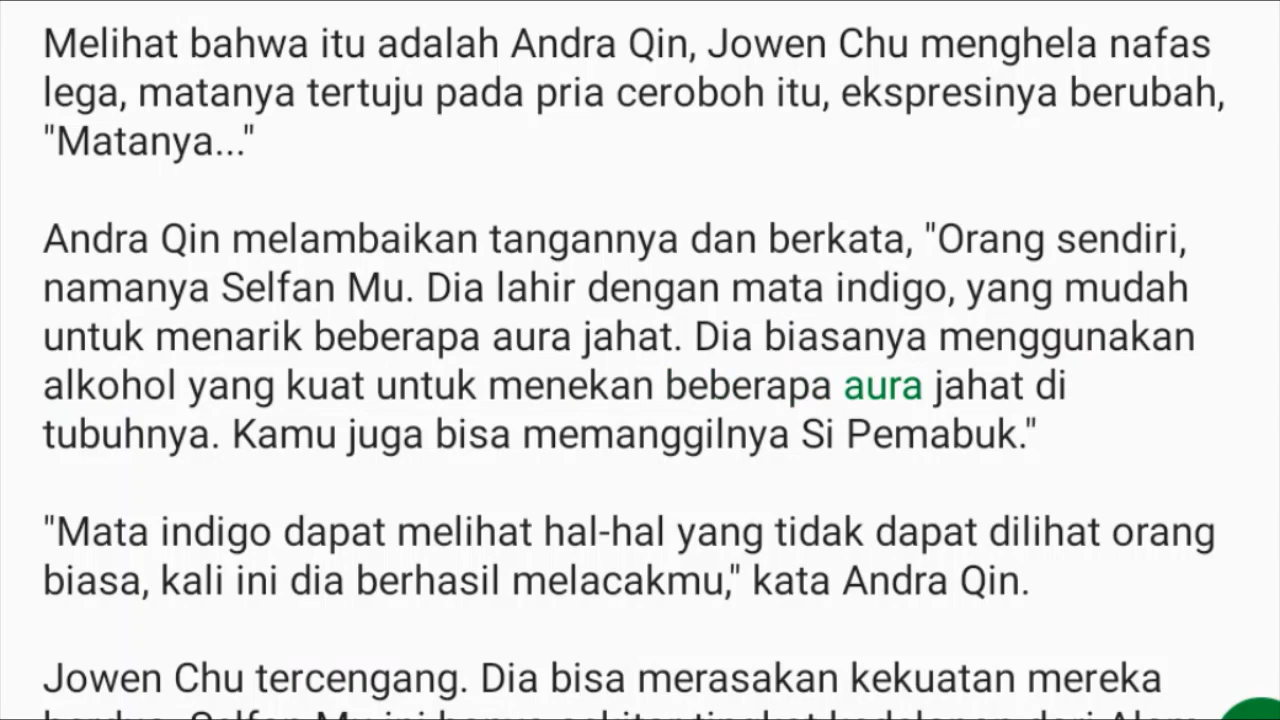 Melihat bahwa itu adalah Andra Qin, Jowen Chu menghela nafas
lega, matanya tertuju pada pria ceroboh itu, ekspresinya berubah,
"Matanya..."
Andra Qin melambaikan tangannya dan berkata, "Orang sendiri,
namanya Selfan Mu. Dia lahir dengan mata indigo, yang mudah
untuk menarik beberapa aura jahat. Dia biasanya menggunakan
alkohol yang kuat untuk menekan beberapa aura jahat di
tubuhnya. Kamu juga bisa memanggilnya Si Pemabuk."
"Mata indigo dapat melihat hal-hal yang tidak dapat dilihat orang
biasa, kali ini dia berhasil melacakmu," kata Andra Qin.
Jowen Chu tercengang. Dia bisa merasakan kekuatan mereka